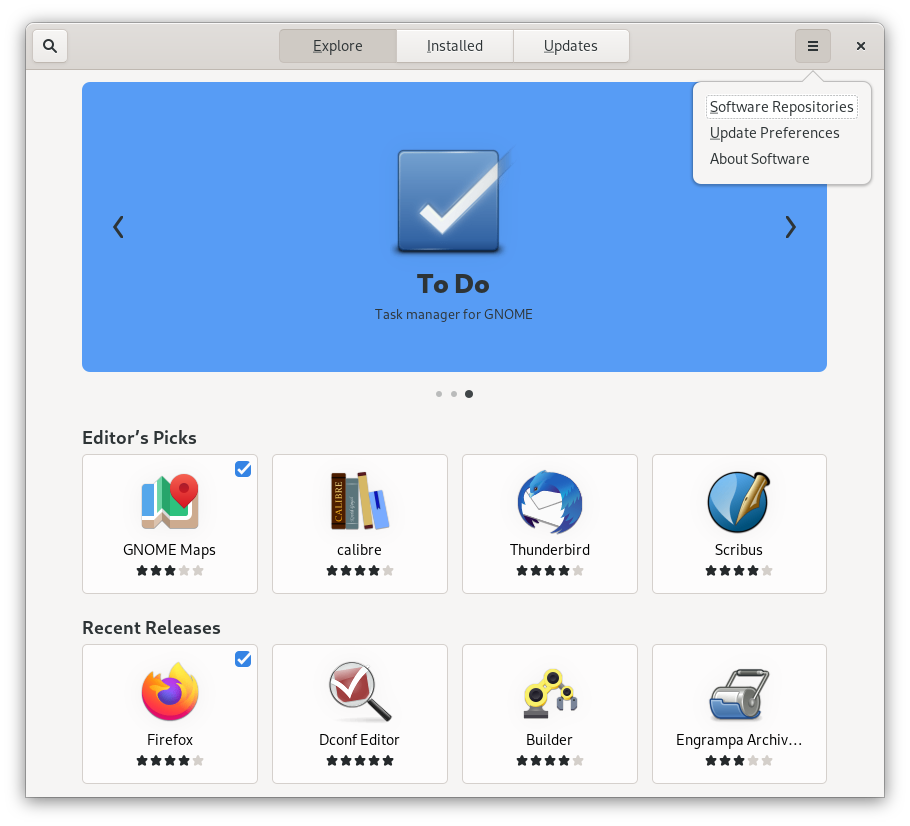 Explore
Installed
Updates
Software Repositories
Update Preferences
About Software
To Do
Task manager for GNOME
Editor’s Picks
GNOME Maps
calibre
CALIBRE
Thunderbird
Scribus
Recent Releases
Firefox
Dconf Editor
Builder
Engrampa Archiv…